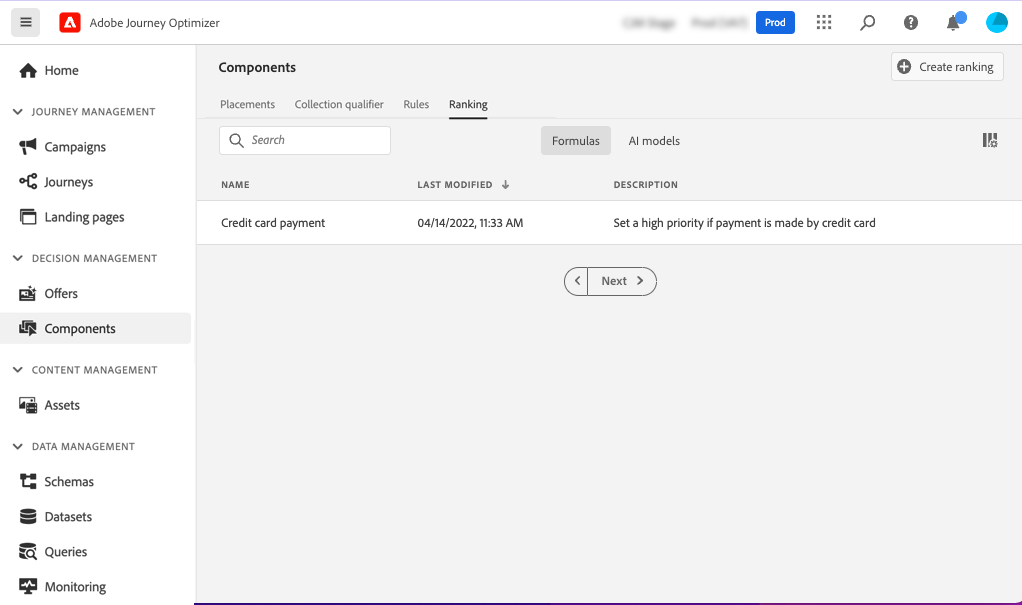 Adobe Journey Optimizer
Prod
Home
JOURNEY MANAGEMENT
Campaigns
Journeys
Landing pages
DECISION MANAGEMENT
Offers
Components
CONTENT MANAGEMENT
Assets
DATA MANAGEMENT
Schemas
Datasets
Queries
Monitoring
Components
Create ranking
Placements Collection qualifier Rules Ranking
Search
Formulas AI models
NAME LAST MODIFIED DESCRIPTION
Credit card payment 04/14/2022, 11:33 AM Set a high priority if payment is made by credit card
Next